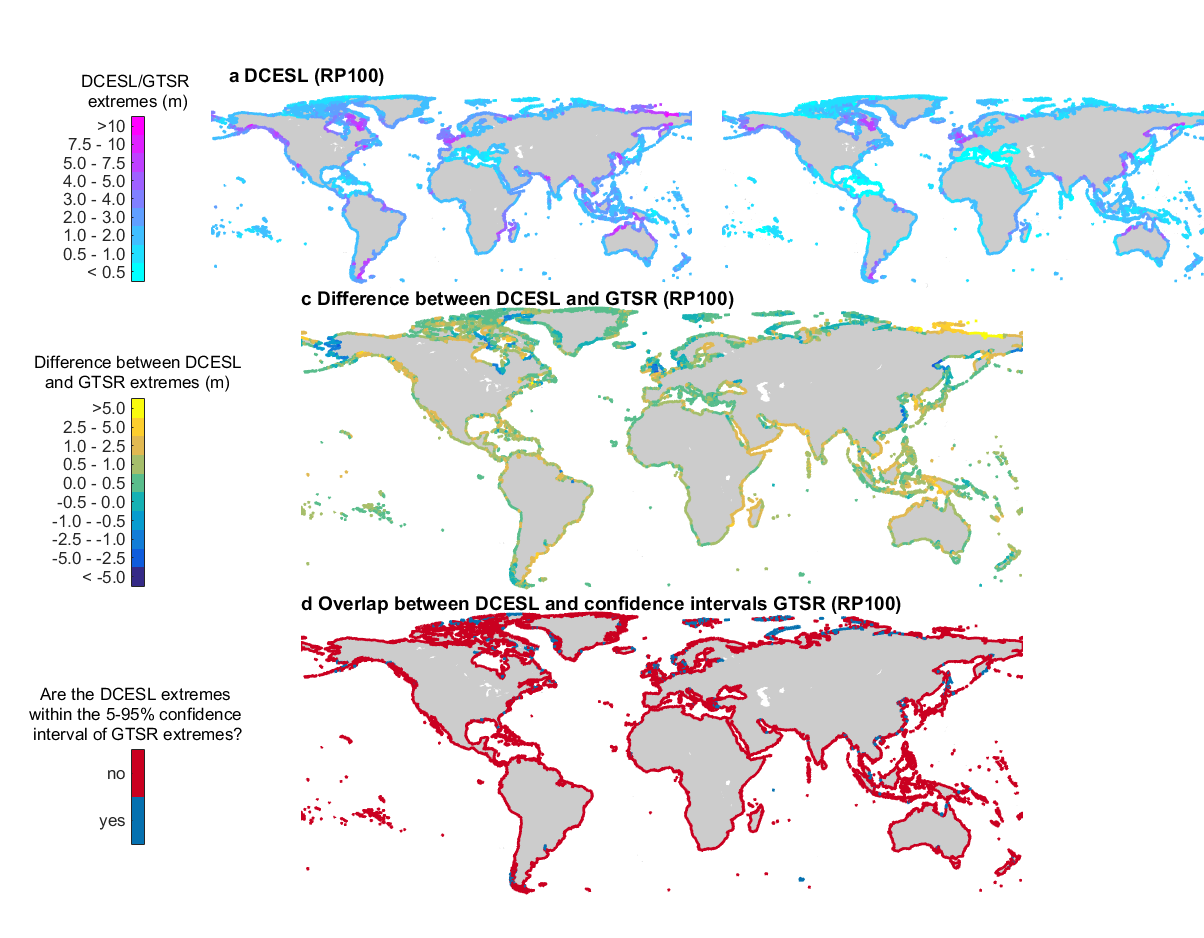 a DCESL (RP100)
DCESL/GTSR
extremes (m)
>10
7.5 - 10
5.0 - 7.5
4.0 - 5.0
3.0 - 4.0
2.0 - 3.0
1.0 - 2.0
0.5 - 1.0
< 0.5
c Difference between DCESL and GTSR (RP100)
Difference between DCESL
and GTSR extremes (m)
>5.0
2.5 - 5.0
1.0 - 2.5
0.5 - 1.0
0.0 - 0.5
-0.5 - 0.0
-1.0 - -0.5
-2.5 - -1.0
-5.0 - -2.5
< -5.0
d Overlap between DCESL and confidence intervals GTSR (RP100)
Are the DCESL extremes
within the 5-95% confidence
interval of GTSR extremes?
no
yes